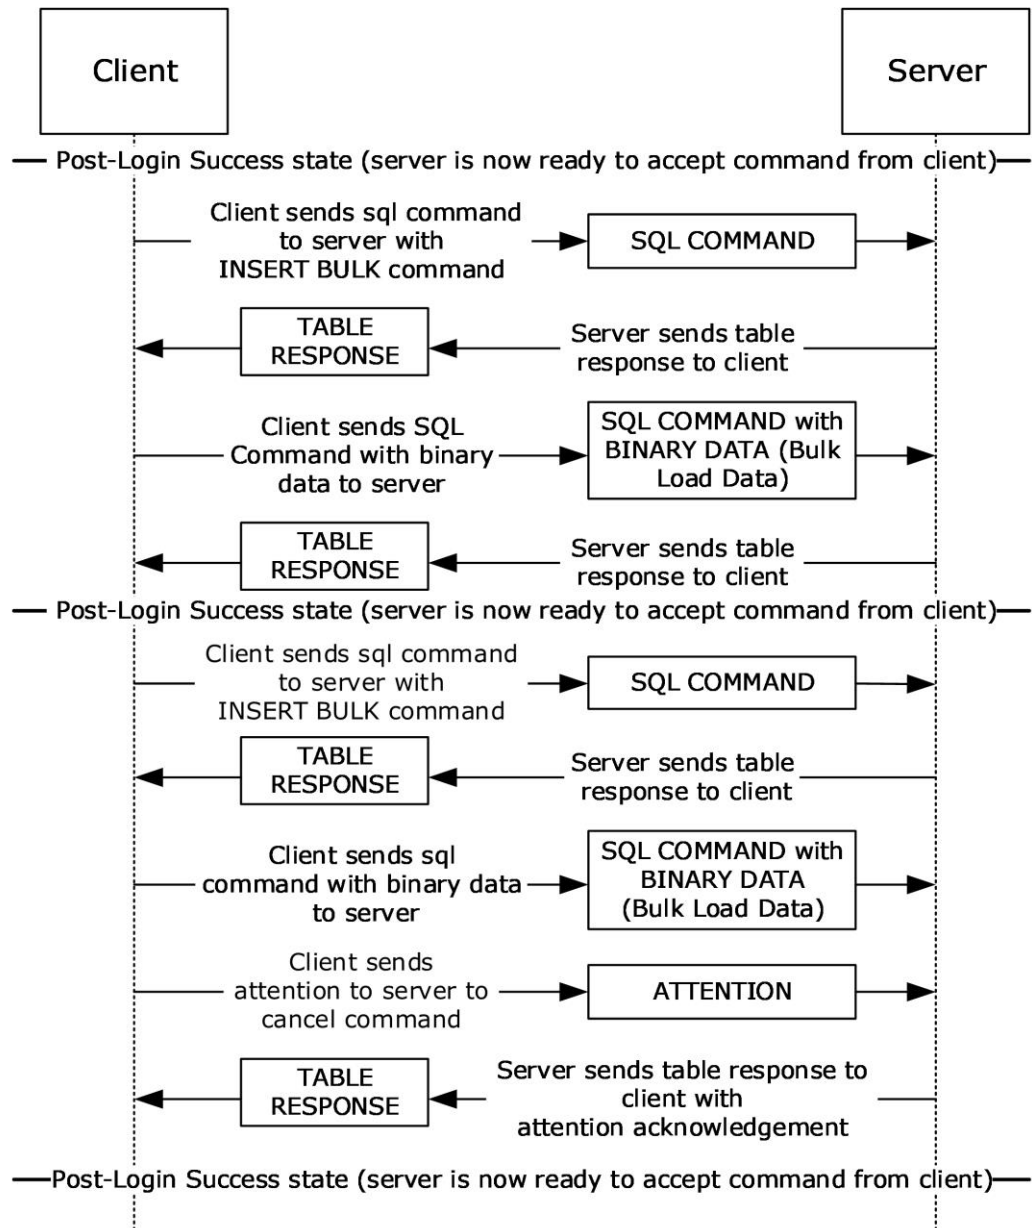 Client
Server
Post-Login Success state (server is now ready to accept command from client)
Client sends sql command
to server with
INSERT BULK command
SQL COMMAND
TABLE
RESPONSE
Server sends table
response to client
Client sends SQL
Command with binary
data to server
SQL COMMAND with
BINARY DATA (Bulk
Load Data)
TABLE
RESPONSE
Server sends table
response to client
Post-Login Success state (server is now ready to accept command from client)
Client sends sql command
to server with
INSERT BULK command
SQL COMMAND
TABLE
RESPONSE
Server sends table
response to client
Client sends sql
command with binary data
to server
SQL COMMAND with
BINARY DATA
(Bulk Load Data)
Client sends
attention to server to
cancel command
ATTENTION
TABLE
RESPONSE
Server sends table response to
client with
attention acknowledgement
Post-Login Success state (server is now ready to accept command from client)